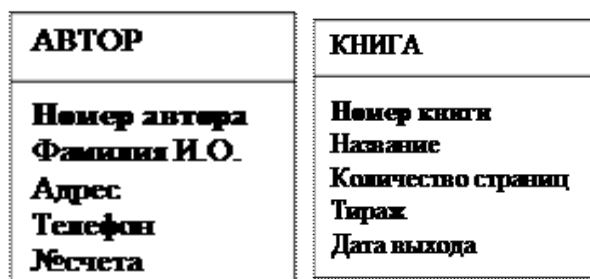 АВТОР
Номер автора
Фамилия И.О.
Адрес
Телефон
№счета
КНИГА
Номер книги
Название
Количество страниц
Тираж
Дата выхода